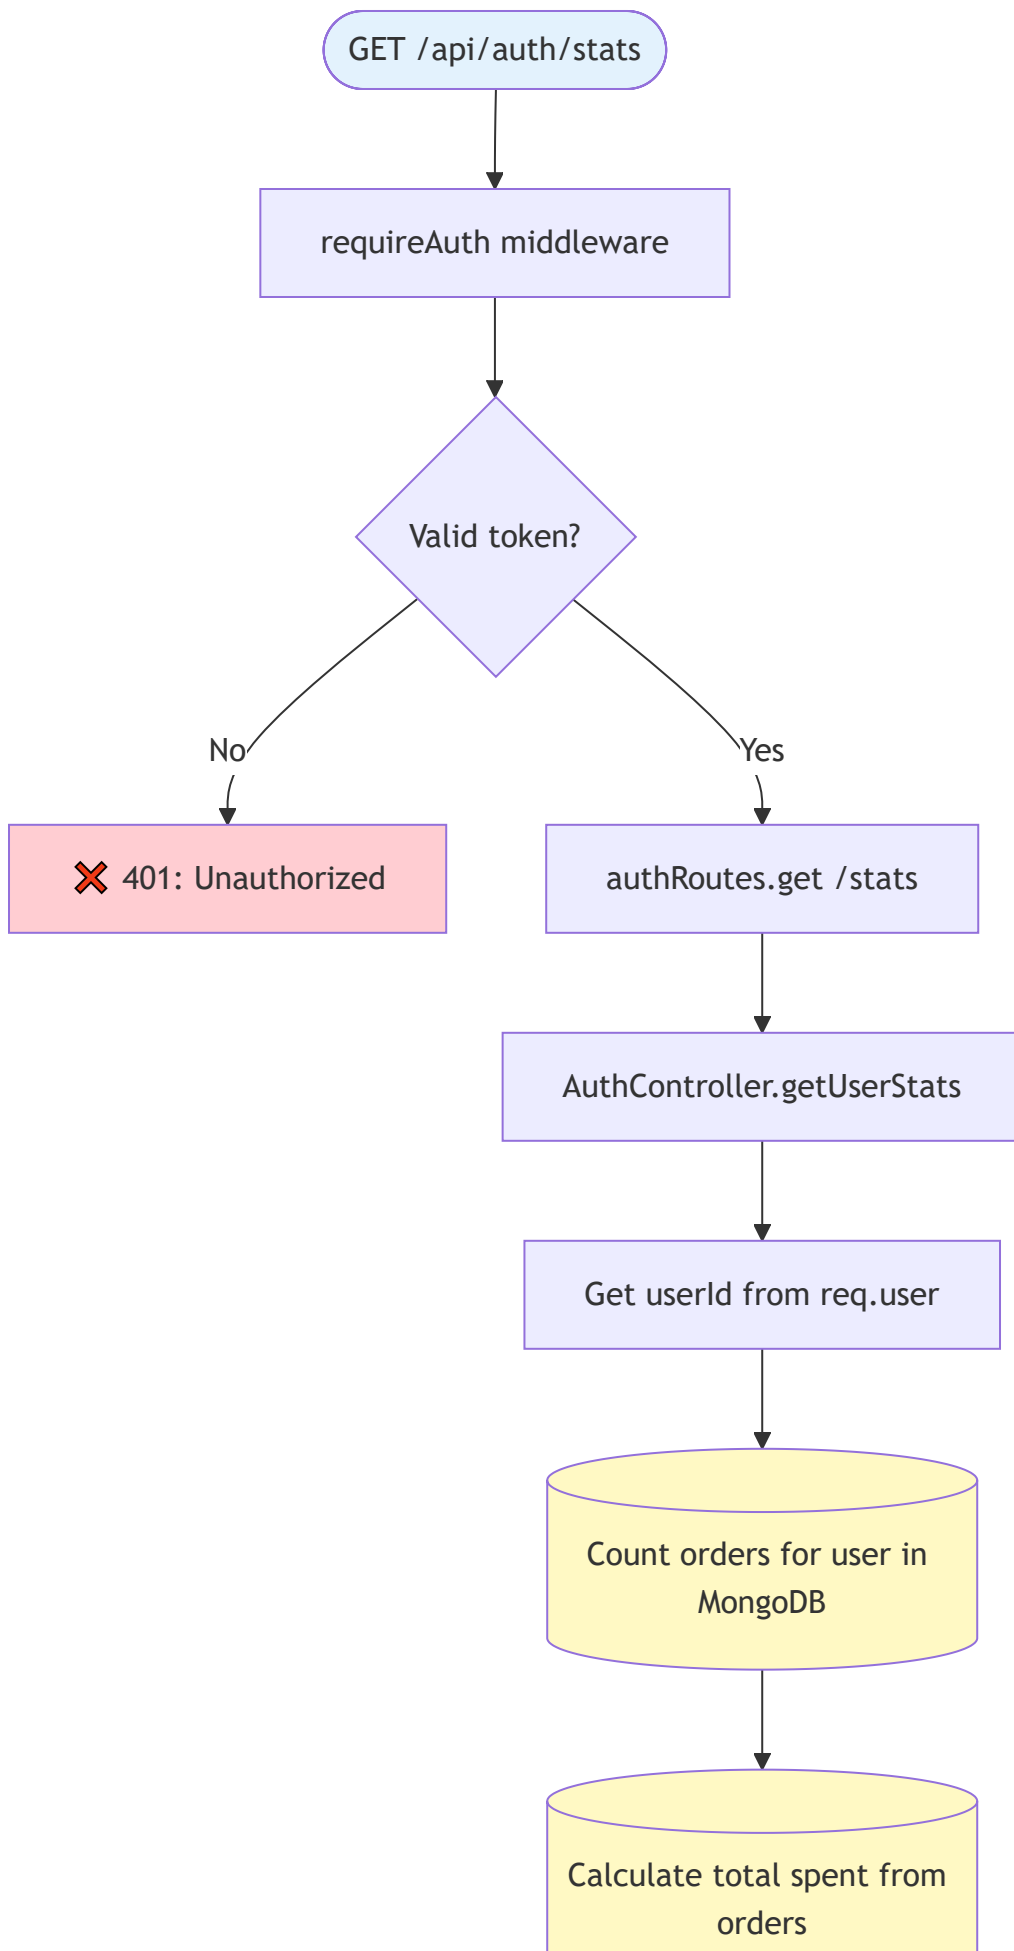 GET /api/auth/stats
requireAuth middleware
Valid token?
No
Yes
❌ 401: Unauthorized
authRoutes.get /stats
AuthController.getUserStats
Get userId from req.user
Count orders for user in
MongoDB
Calculate total spent from
orders